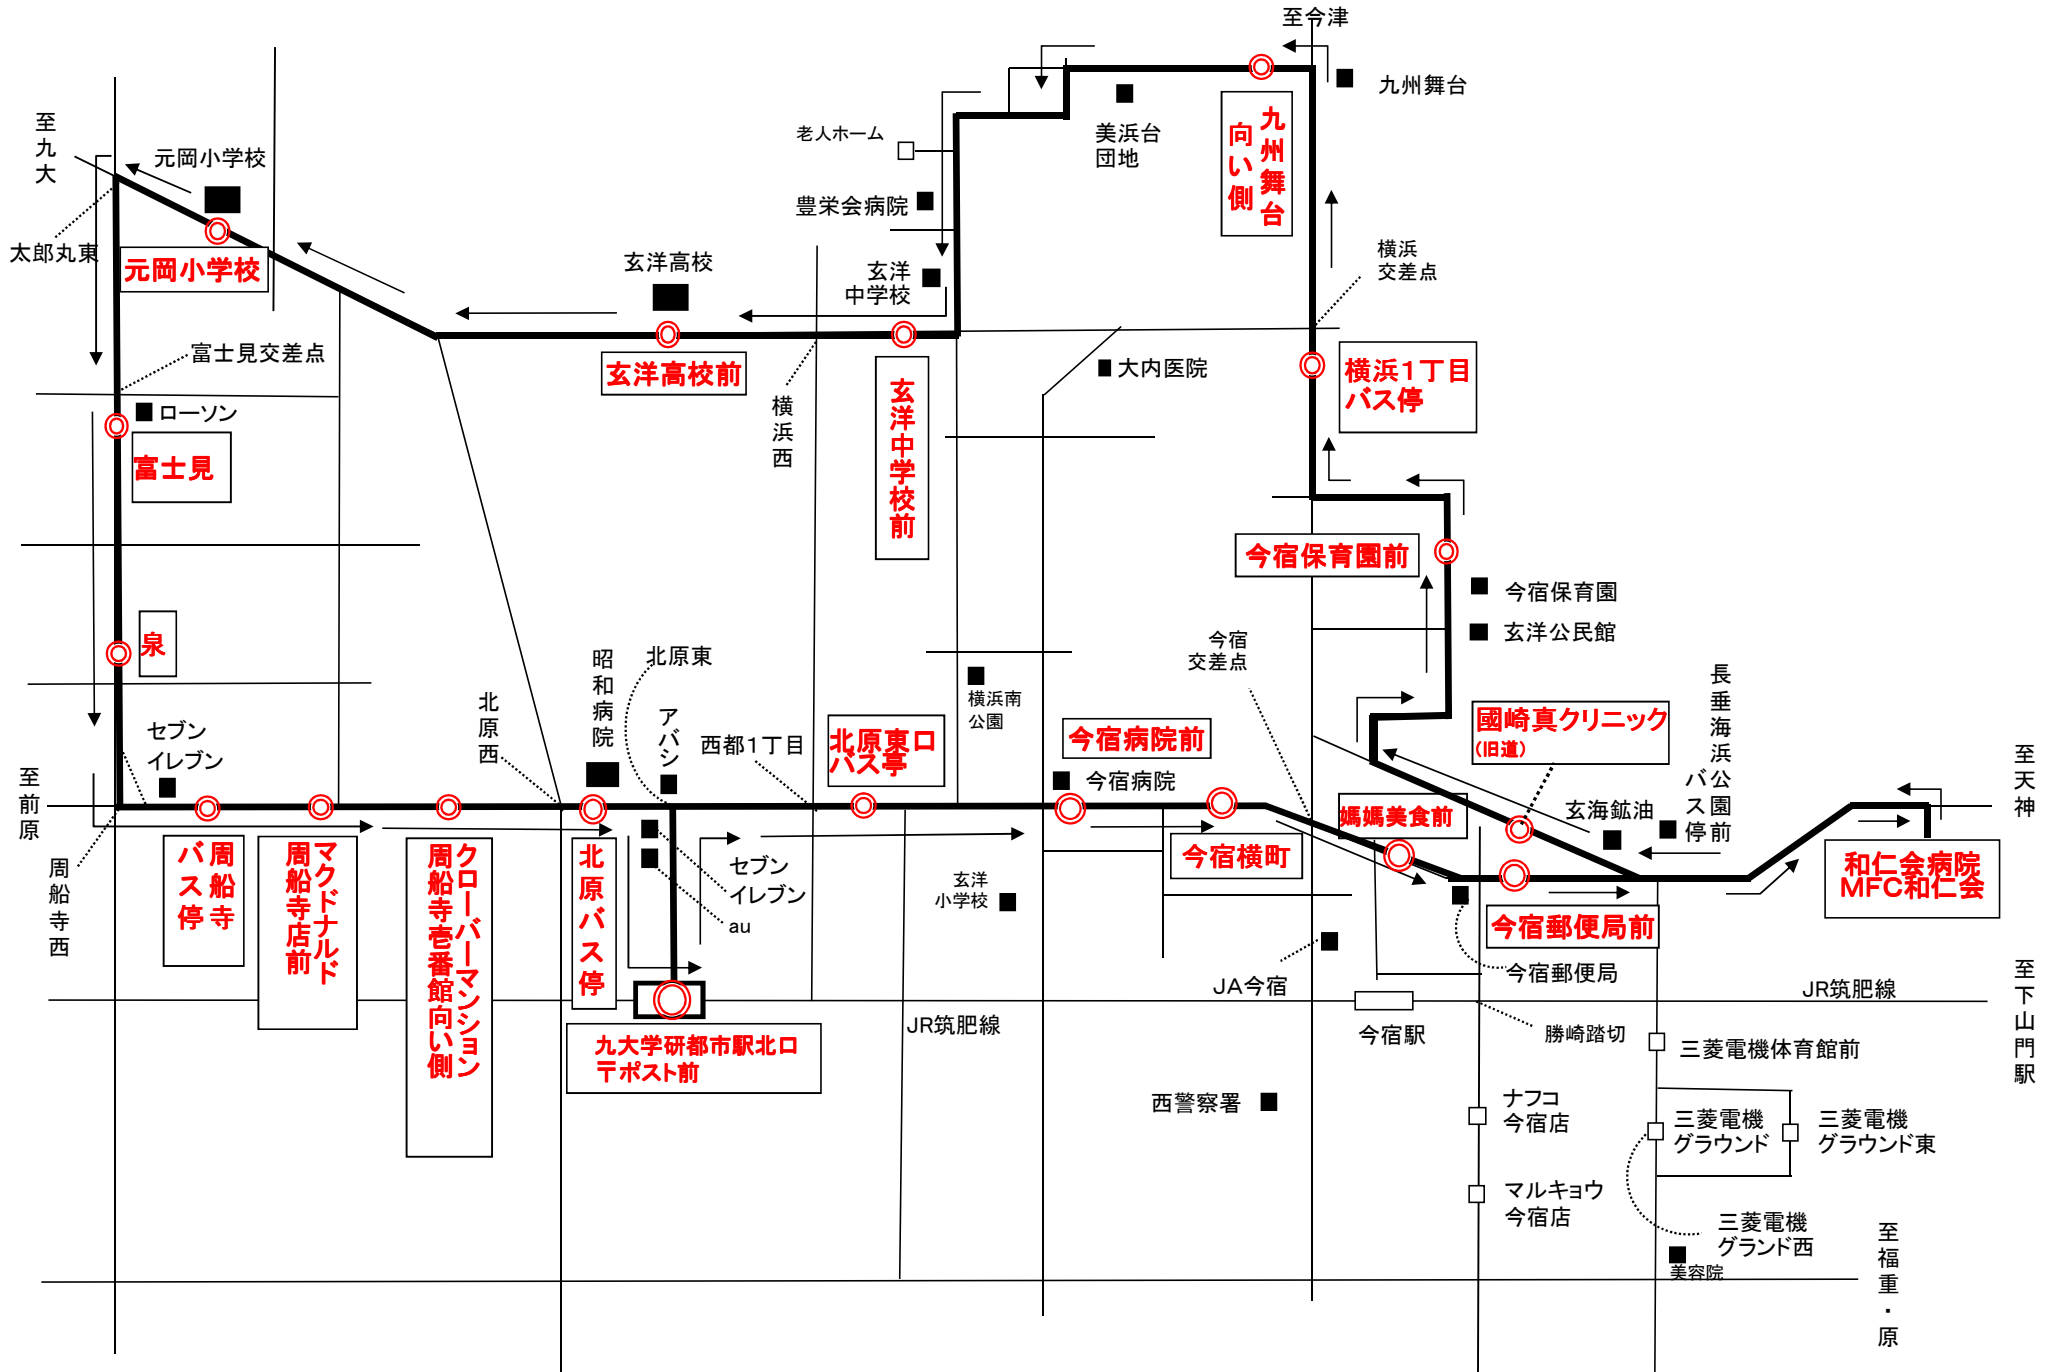 至今津
九州舞台
九州舞台
向い側
美浜台
団地
老人ホーム
豊栄会病院
至九大
元岡小学校
太郎丸東
元岡小学校
玄洋高校
玄洋
中学校
横浜
交差点
富士見交差点
玄洋高校前
大内医院
横浜1丁目
バス停
ローソン
横浜西
玄洋中学校前
富士見
今宿保育園前
今宿保育園
玄洋公民館
泉
昭和病院
北原東
今宿
交差点
長垂海浜公園前
バス停
横浜南
公園
北原西
アバン
西都1丁目
北原東口
バス亭
今宿病院前
國崎真クリニック
(旧道)
セブン
イレブン
至前原
今宿病院
至天神
媽媽美食前
玄海鉱油
周船寺西
周船寺
バス停
マクドナルド
周船寺店前
クローバーマンション
周船寺壱番館向い側
北原バス停
セブン
イレブン
au
玄洋
小学校
今宿横町
和仁会病院
MFC和仁会
今宿郵便局前
今宿郵便局
JA今宿
至下山門駅
JR筑肥線
JR筑肥線
九大学研都市駅北口
〒ポスト前
今宿駅
勝崎踏切
三菱電機体育館前
西警察署
ナフコ
今宿店
三菱電機
グラウンド
三菱電機
グラウンド東
マルキョウ
今宿店
三菱電機
グランド西
美容院
至福重・原